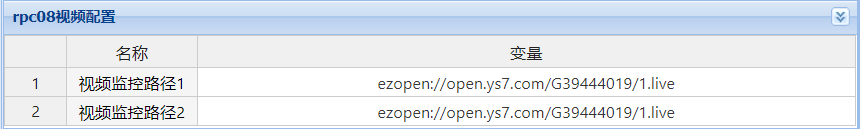 rpc08视频配置
名称 变量
1 视频监控路径1 ezopen://open.ys7.com/G39444019/1.live
2 视频监控路径2 ezopen://open.ys7.com/G39444019/1.live